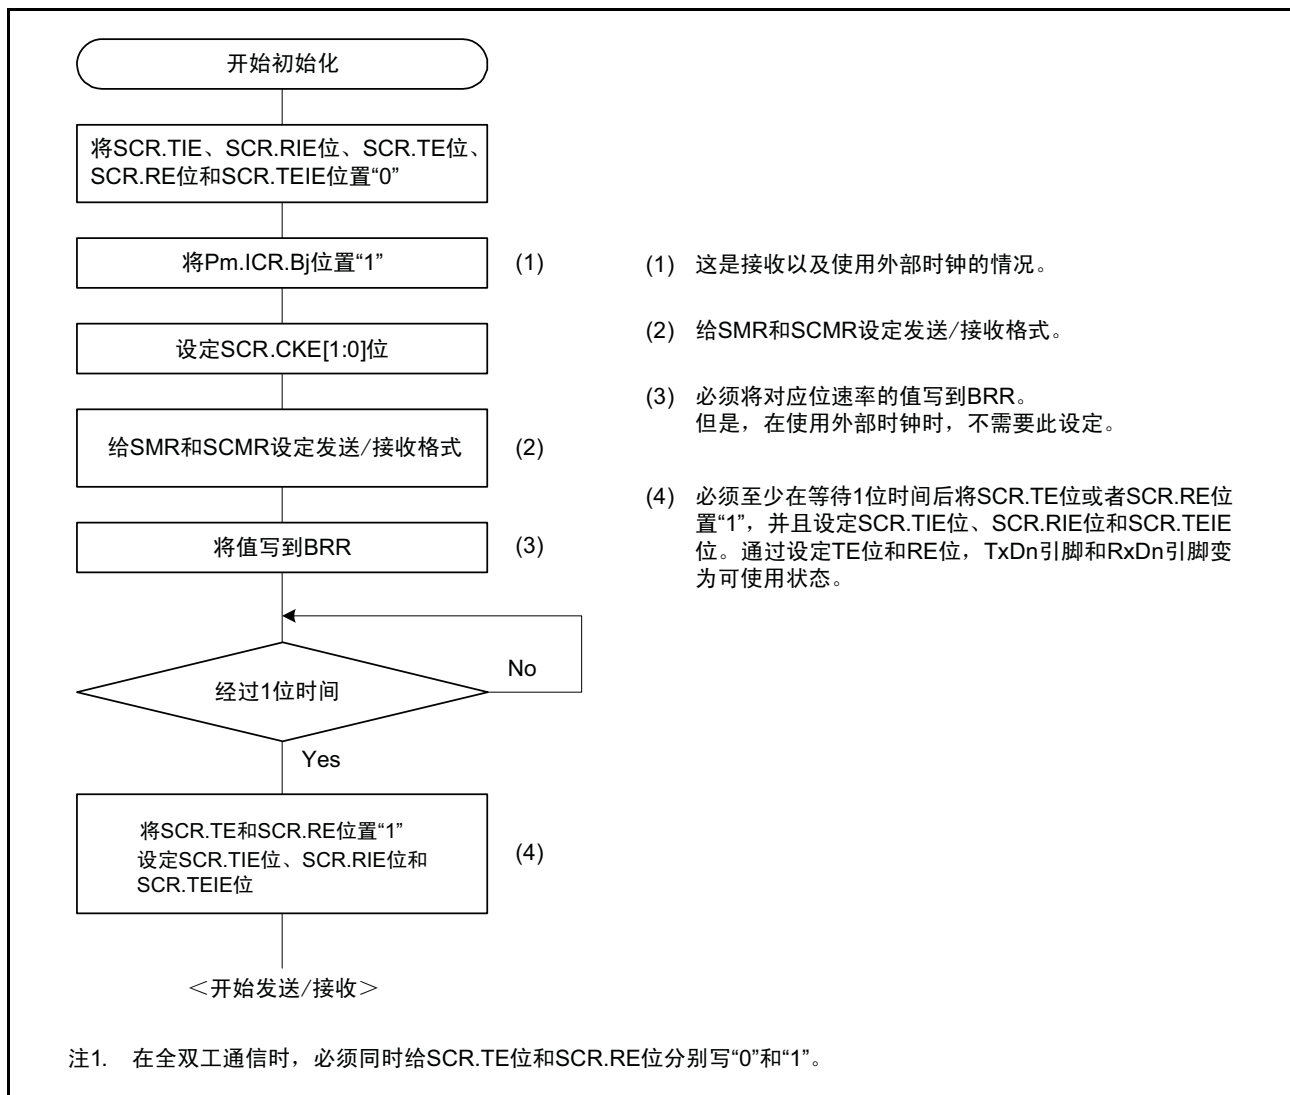 开始初始化
将SCR.TIE、SCR.RIE位、SCR.TE位、
SCR.RE位和SCR.TEIE位置“0”
将Pm.ICR.Bj位置“1”
(1)
设定SCR.CKE[1:0]位
给SMR和SCMR设定发送/接收格式
(2)
将值写到BRR
(3)
经过1位时间
No
Yes
将SCR.TE和SCR.RE位置“1”
设定SCR.TIE位、SCR.RIE位和
SCR.TEIE位
(4)
＜开始发送/接收＞
(1) 这是接收以及使用外部时钟的情况。
(2) 给SMR和SCMR设定发送/接收格式。
(3) 必须将对应位速率的值写到BRR。
但是，在使用外部时钟时，不需要此设定。
(4) 必须至少在等待1位时间后将SCR.TE位或者SCR.RE位
置“1”，并且设定SCR.TIE位、SCR.RIE位和SCR.TEIE
位。通过设定TE位和RE位，TxDn引脚和RxDn引脚变
为可使用状态。
注1. 在全双工通信时，必须同时给SCR.TE位和SCR.RE位分别写“0”和“1”。